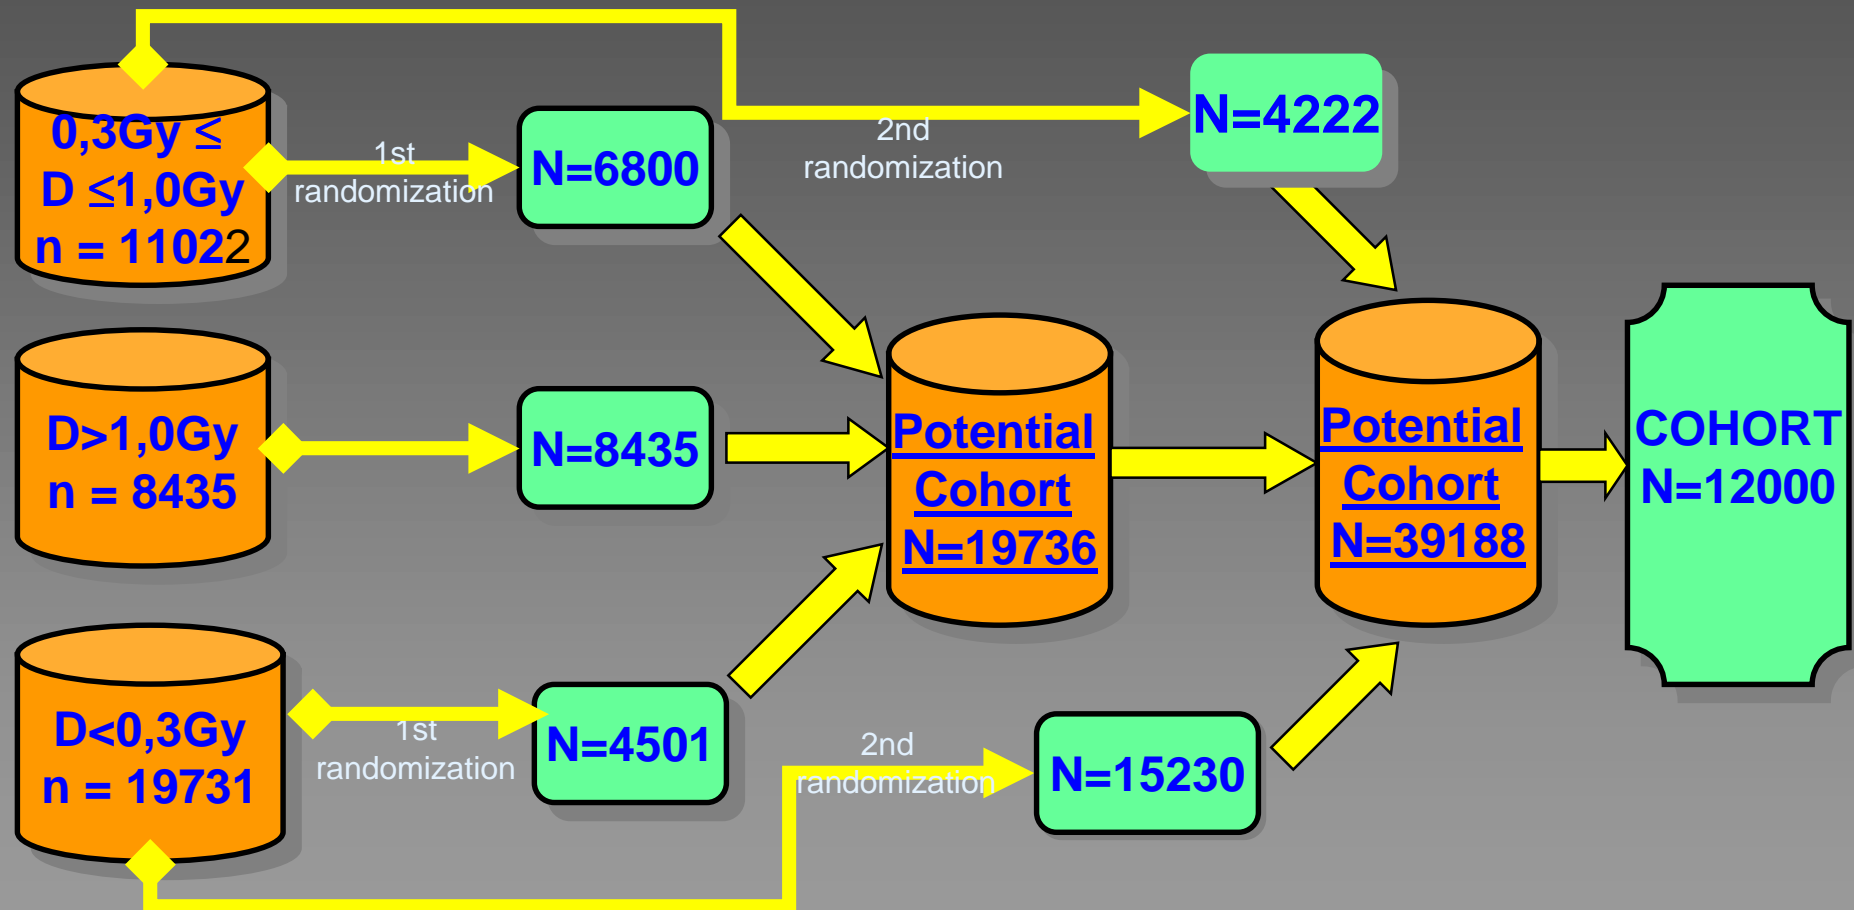 0,3Gy ≤
D ≤1,0Gy
n = 11022
1st
randomization
N=6800
2nd
randomization
N=4222
D>1,0Gy
n = 8435
N=8435
Potential
Cohort
N=19736
Potential
Cohort
N=39188
COHORT
N=12000
D<0,3Gy
n = 19731
1st
randomization
N=4501
2nd
randomization
N=15230